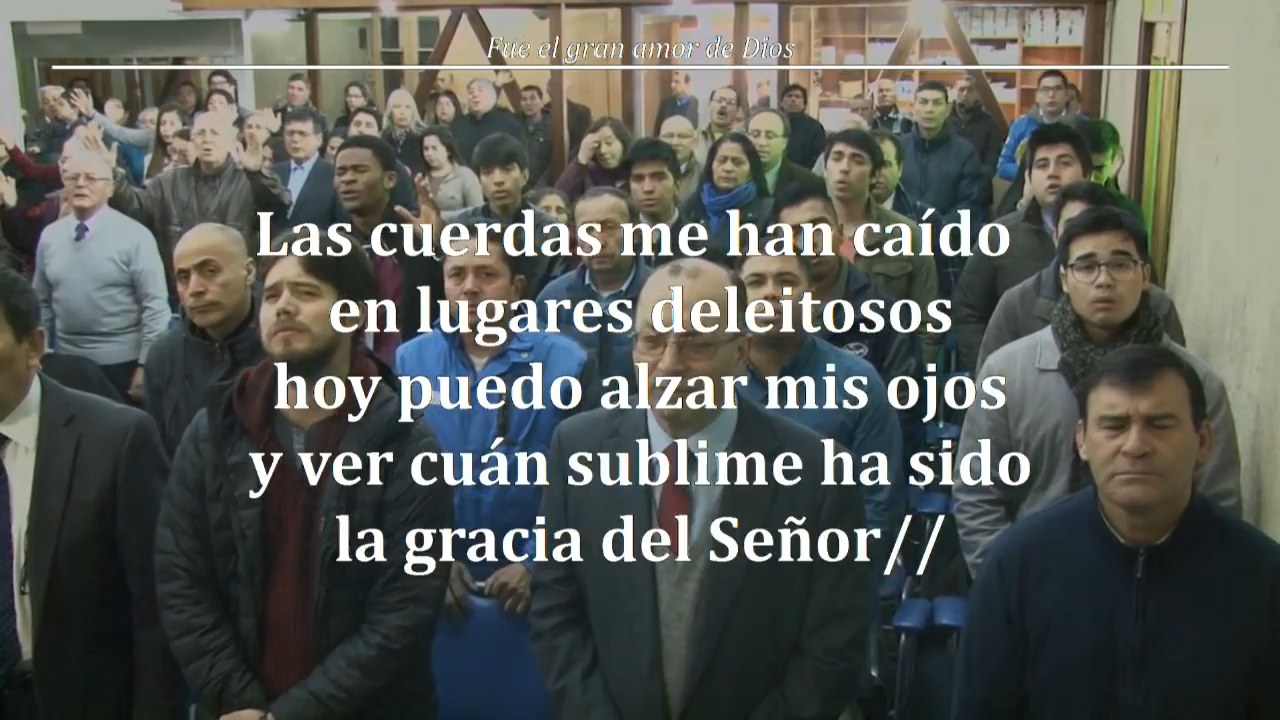 Fue el gran amor de Dios
Las cuerdas me han caído
en lugares deleitosos
hoy puedo alzar mis ojos
y ver cuán sublime ha sido
la gracia del Señor//